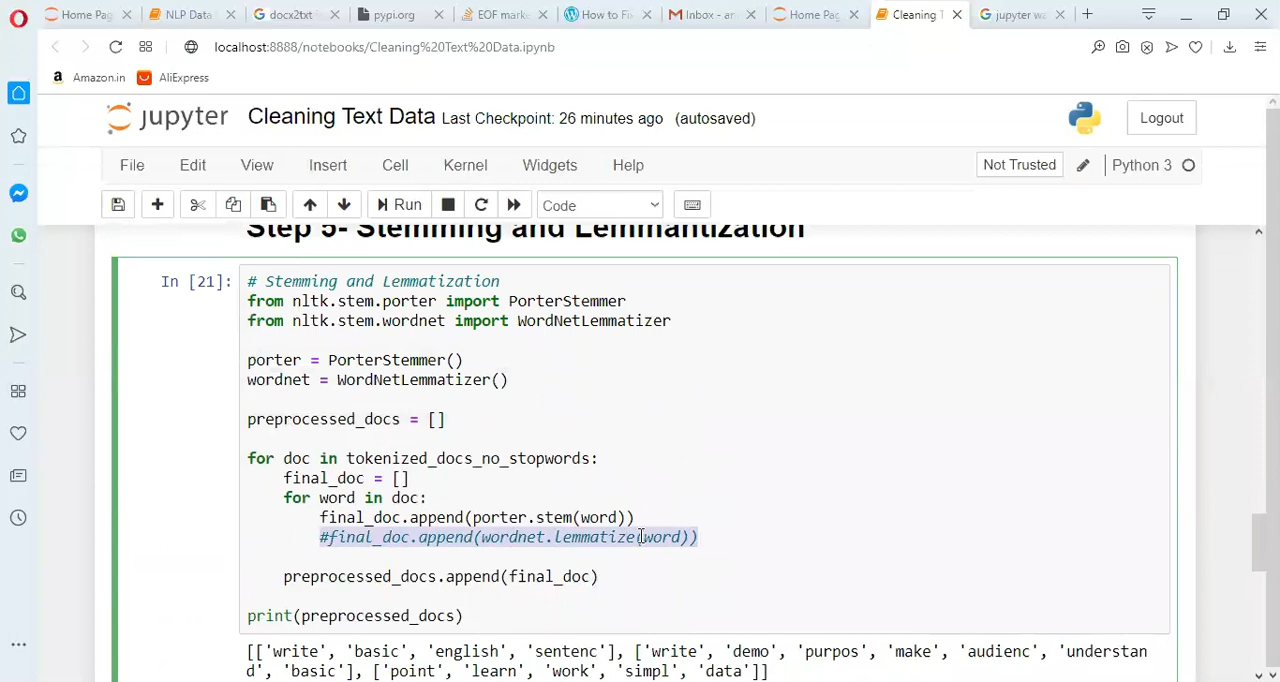 Home Pag
NLP Data
docx2txt
pypi.org
EOF mark
How to Fi
Inbox - ar
Home Pag
Cleaning T
jupyter wa
localhost:8888/notebooks/Cleaning%20Text%20Data.ipynb
Amazon.in AliExpress
jupyter Cleaning Text Data Last Checkpoint: 26 minutes ago (autosaved) Logout
File Edit View Insert Cell Kernel Widgets Help Not Trusted Python 3
Run Code
Step 5- Stemming and Lemmantization
In [21]: # Stemming and Lemmatization
from nltk.stem.porter import PorterStemmer
from nltk.stem.wordnet import WordNetLemmatizer
porter = PorterStemmer()
wordnet = WordNetLemmatizer()
preprocessed_docs = []
for doc in tokenized_docs_no_stopwords:
final_doc = []
for word in doc:
final_doc.append(porter.stem(word))
#final_doc.append(wordnet.lemmatize(word))
preprocessed_docs.append(final_doc)
print(preprocessed_docs)
[['write', 'basic', 'english', 'sentenc'], ['write', 'demo', 'purpos', 'make', 'audienc', 'understan
d', 'basic'], ['point', 'learn', 'work', 'simpl', 'data']]